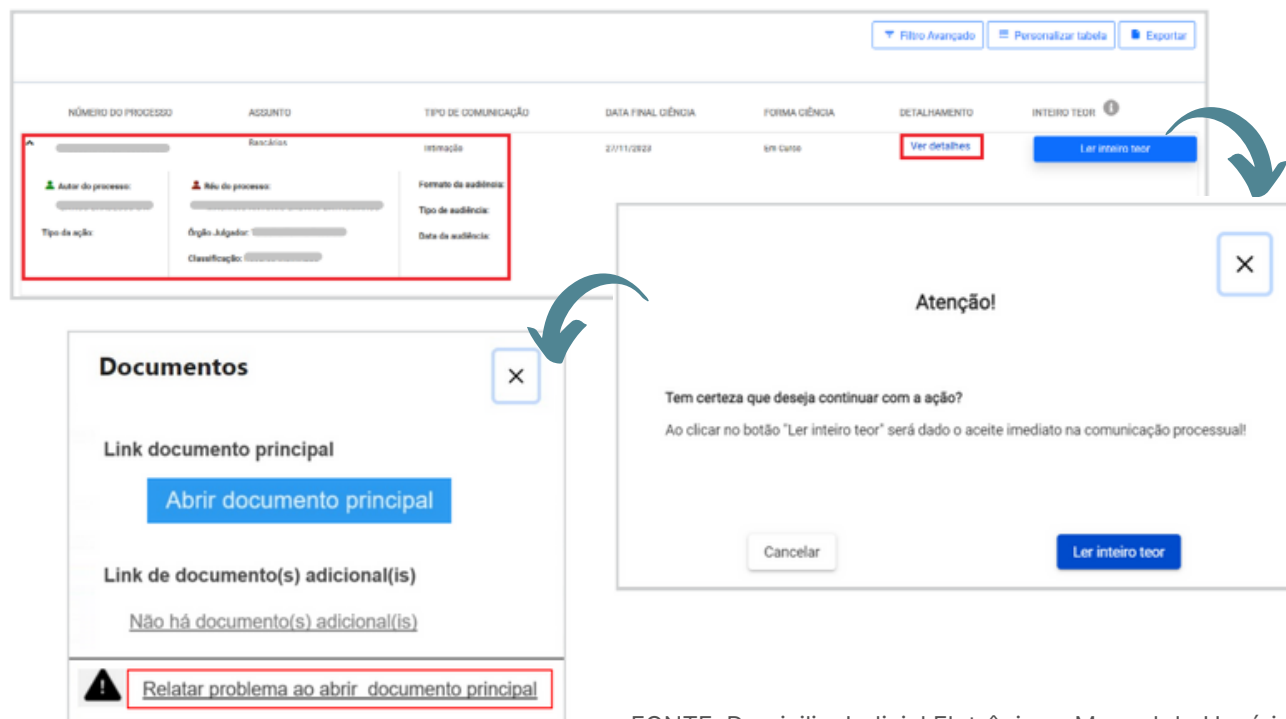 Filtro Avançado Personalizar tabela Exportar
NÚMERO DO PROCESSO ASSUNTO TIPO DE COMUNICAÇÃO DATA FINAL CIÊNCIA FORMA CIÊNCIA DETALHAMENTO INTEIRO TEOR
Bancários Intimação 27/11/2023 Em Curso Ver detalhes Ler inteiro teor
Autor do processo: Réu do processo: Formato da audiência:
Tipo de audiência:
Tipo da ação: Órgão Julgador: Data da audiência:
Classificação:
Atenção!
Tem certeza que deseja continuar com a ação?
Ao clicar no botão "Ler inteiro teor" será dado o aceite imediato na comunicação processual!
Cancelar Ler inteiro teor
Documentos
Link documento principal
Abrir documento principal
Link de documento(s) adicional(is)
Não há documento(s) adicional(is)
Relatar problema ao abrir documento principal